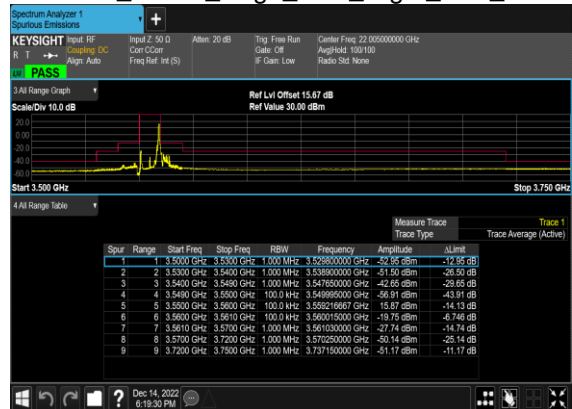 Spectrum Analyzer 1
Spurious Emissions
KEYSIGHT Input: RF Input Z: 50 Ω Atten: 20 dB Trig: Free Run Center Freq: 22.005000000 GHz
R T Coupling: DC Corr CCorr Gate: Off Avg|Hold: 100/100
Align: Auto Freq Ref: Int (S) IF Gain: Low Radio Std: None
PASS
3 All Range Graph Ref Lvl Offset 15.67 dB
Scale/Div 10.0 dB Ref Value 30.00 dBm
20.0
0.00
-20.0
-40.0
-60.0
Start 3.500 GHz Stop 3.750 GHz
4 All Range Table
Measure Trace Trace 1
Trace Type Trace Average (Active)
Spur Range Start Freq Stop Freq RBW Frequency Amplitude ΔLimit
1 1 3.5000 GHz 3.5300 GHz 1.000 MHz 3.529800000 GHz -52.95 dBm -12.95 dB
2 2 3.5300 GHz 3.5400 GHz 1.000 MHz 3.538900000 GHz -51.50 dBm -26.50 dB
3 3 3.5400 GHz 3.5490 GHz 1.000 MHz 3.547650000 GHz -42.65 dBm -29.65 dB
4 4 3.5490 GHz 3.5500 GHz 100.0 kHz 3.549995000 GHz -56.91 dBm -43.91 dB
5 5 3.5500 GHz 3.5600 GHz 100.0 kHz 3.559216667 GHz 15.87 dBm -14.13 dB
6 6 3.5600 GHz 3.5610 GHz 100.0 kHz 3.560015000 GHz -19.75 dBm -6.746 dB
7 7 3.5610 GHz 3.5700 GHz 1.000 MHz 3.561030000 GHz -27.74 dBm -14.74 dB
8 8 3.5700 GHz 3.7200 GHz 1.000 MHz 3.570250000 GHz -50.14 dBm -25.14 dB
9 9 3.7200 GHz 3.7500 GHz 1.000 MHz 3.737150000 GHz -51.17 dBm -11.17 dB
Dec 14, 2022
6:19:30 PM